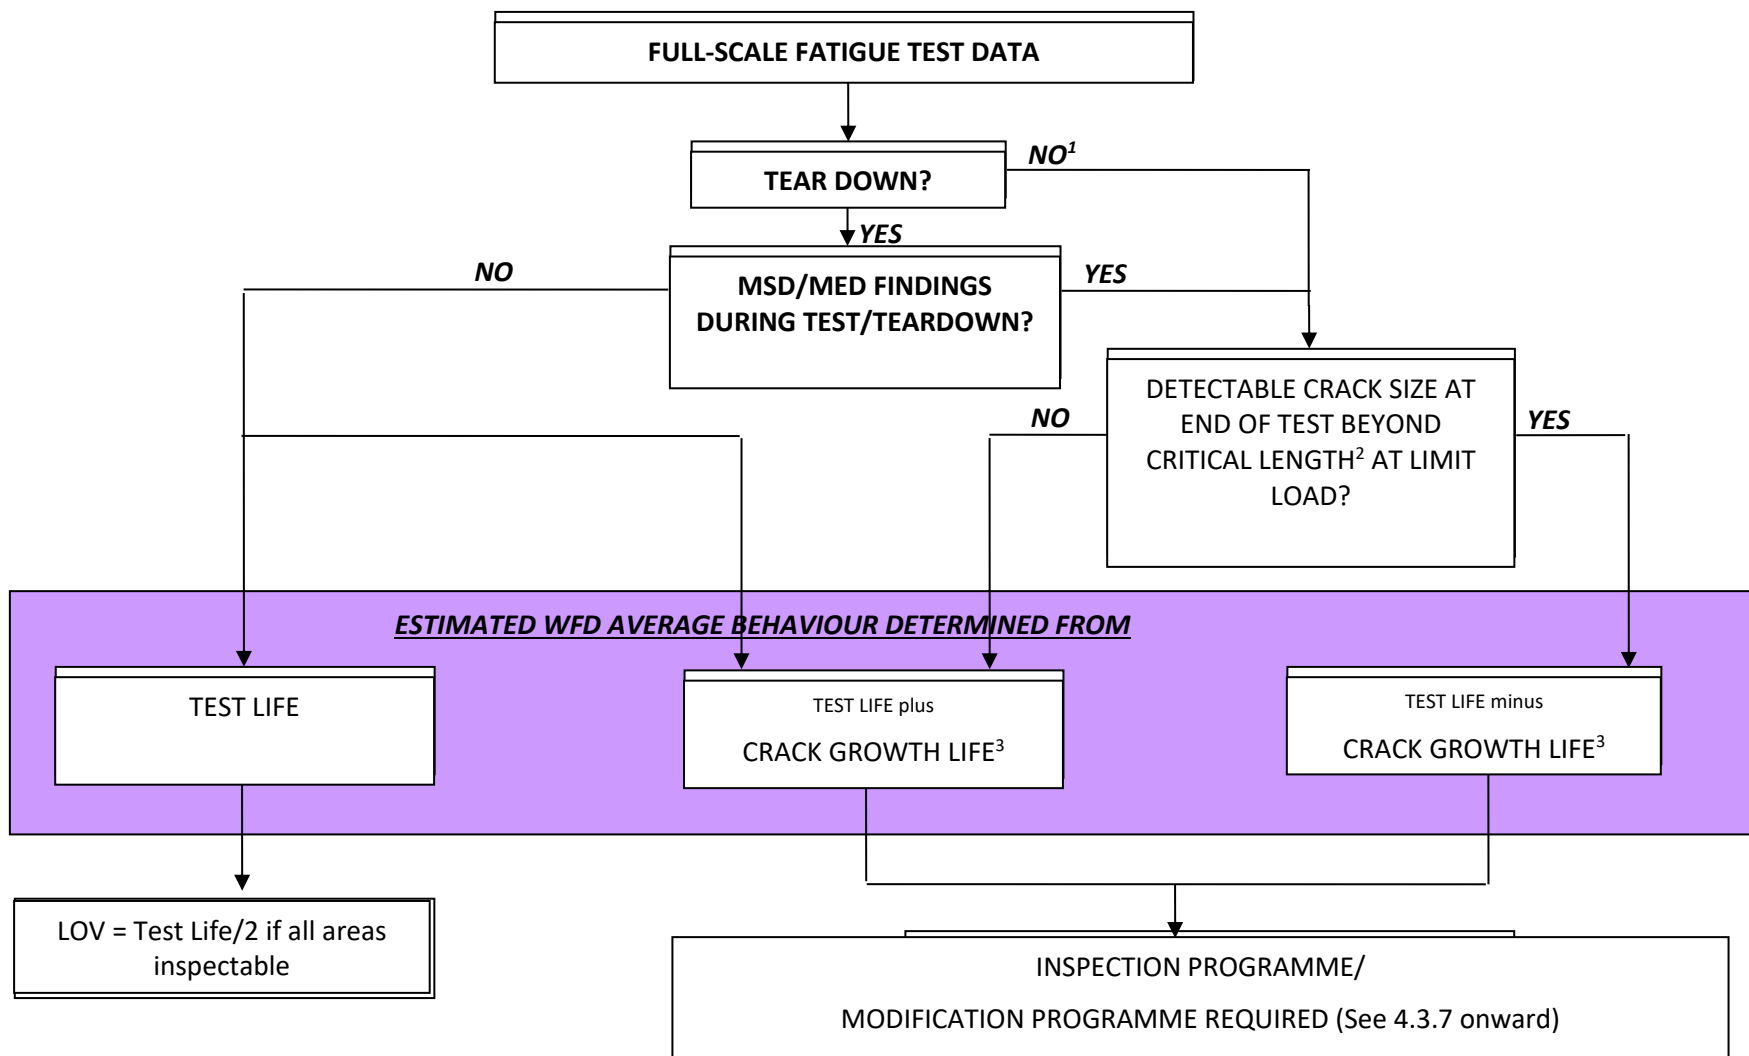 FULL-SCALE FATIGUE TEST DATA
NO¹
TEAR DOWN?
YES
NO
MSD/MED FINDINGS
DURING TEST/TEARDOWN?
YES
DETECTABLE CRACK SIZE AT
END OF TEST BEYOND
CRITICAL LENGTH² AT LIMIT
LOAD?
NO
YES
ESTIMATED WFD AVERAGE BEHAVIOUR DETERMINED FROM
TEST LIFE
TEST LIFE plus
CRACK GROWTH LIFE³
TEST LIFE minus
CRACK GROWTH LIFE³
LOV = Test Life/2 if all areas
inspectable
INSPECTION PROGRAMME/
MODIFICATION PROGRAMME REQUIRED (See 4.3.7 onward)